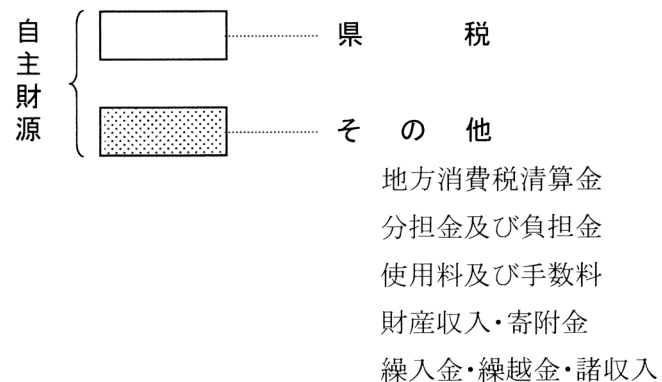 自主財源
県税
その他
地方消費税清算金
分担金及び負担金
使用料及び手数料
財産収入・寄附金
繰入金・繰越金・諸収入